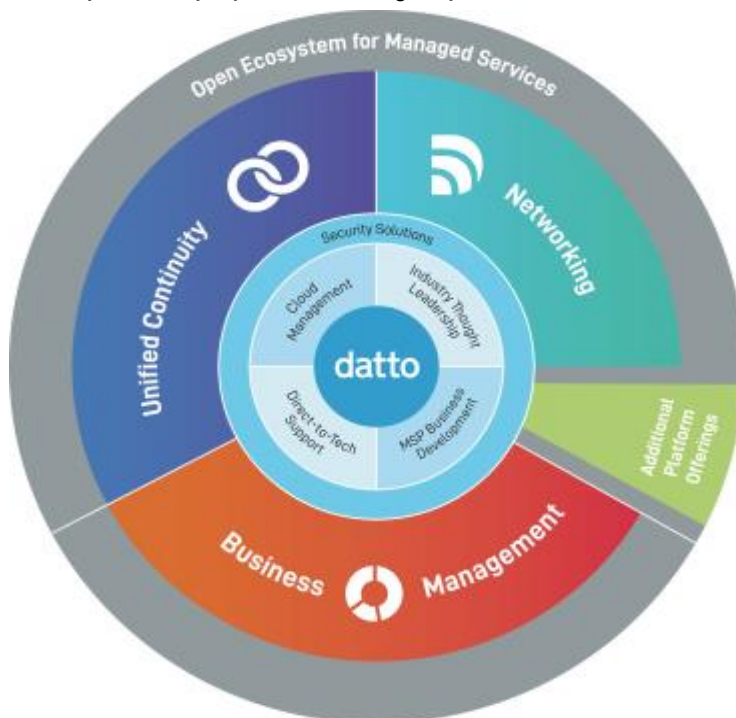 Open Ecosystem for Managed Services
Unified Continuity
Networking
Security Solutions
Cloud
Management
Industry Thought
Leadership
datto
Direct-to-Tech
Support
MSP Business
Development
Additional
Platform
Offerings
Business Management